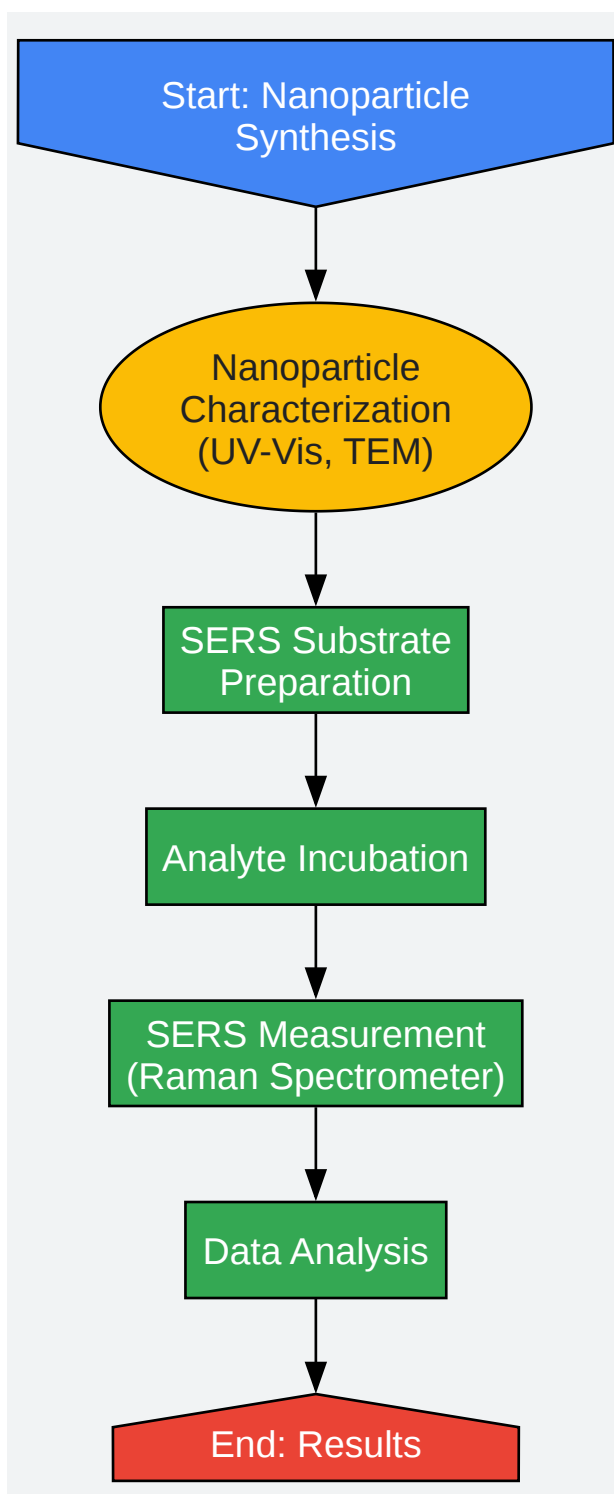 Start: Nanoparticle
Synthesis
Nanoparticle
Characterization
(UV-Vis, TEM)
SERS Substrate
Preparation
Analyte Incubation
SERS Measurement
(Raman Spectrometer)
Data Analysis
End: Results